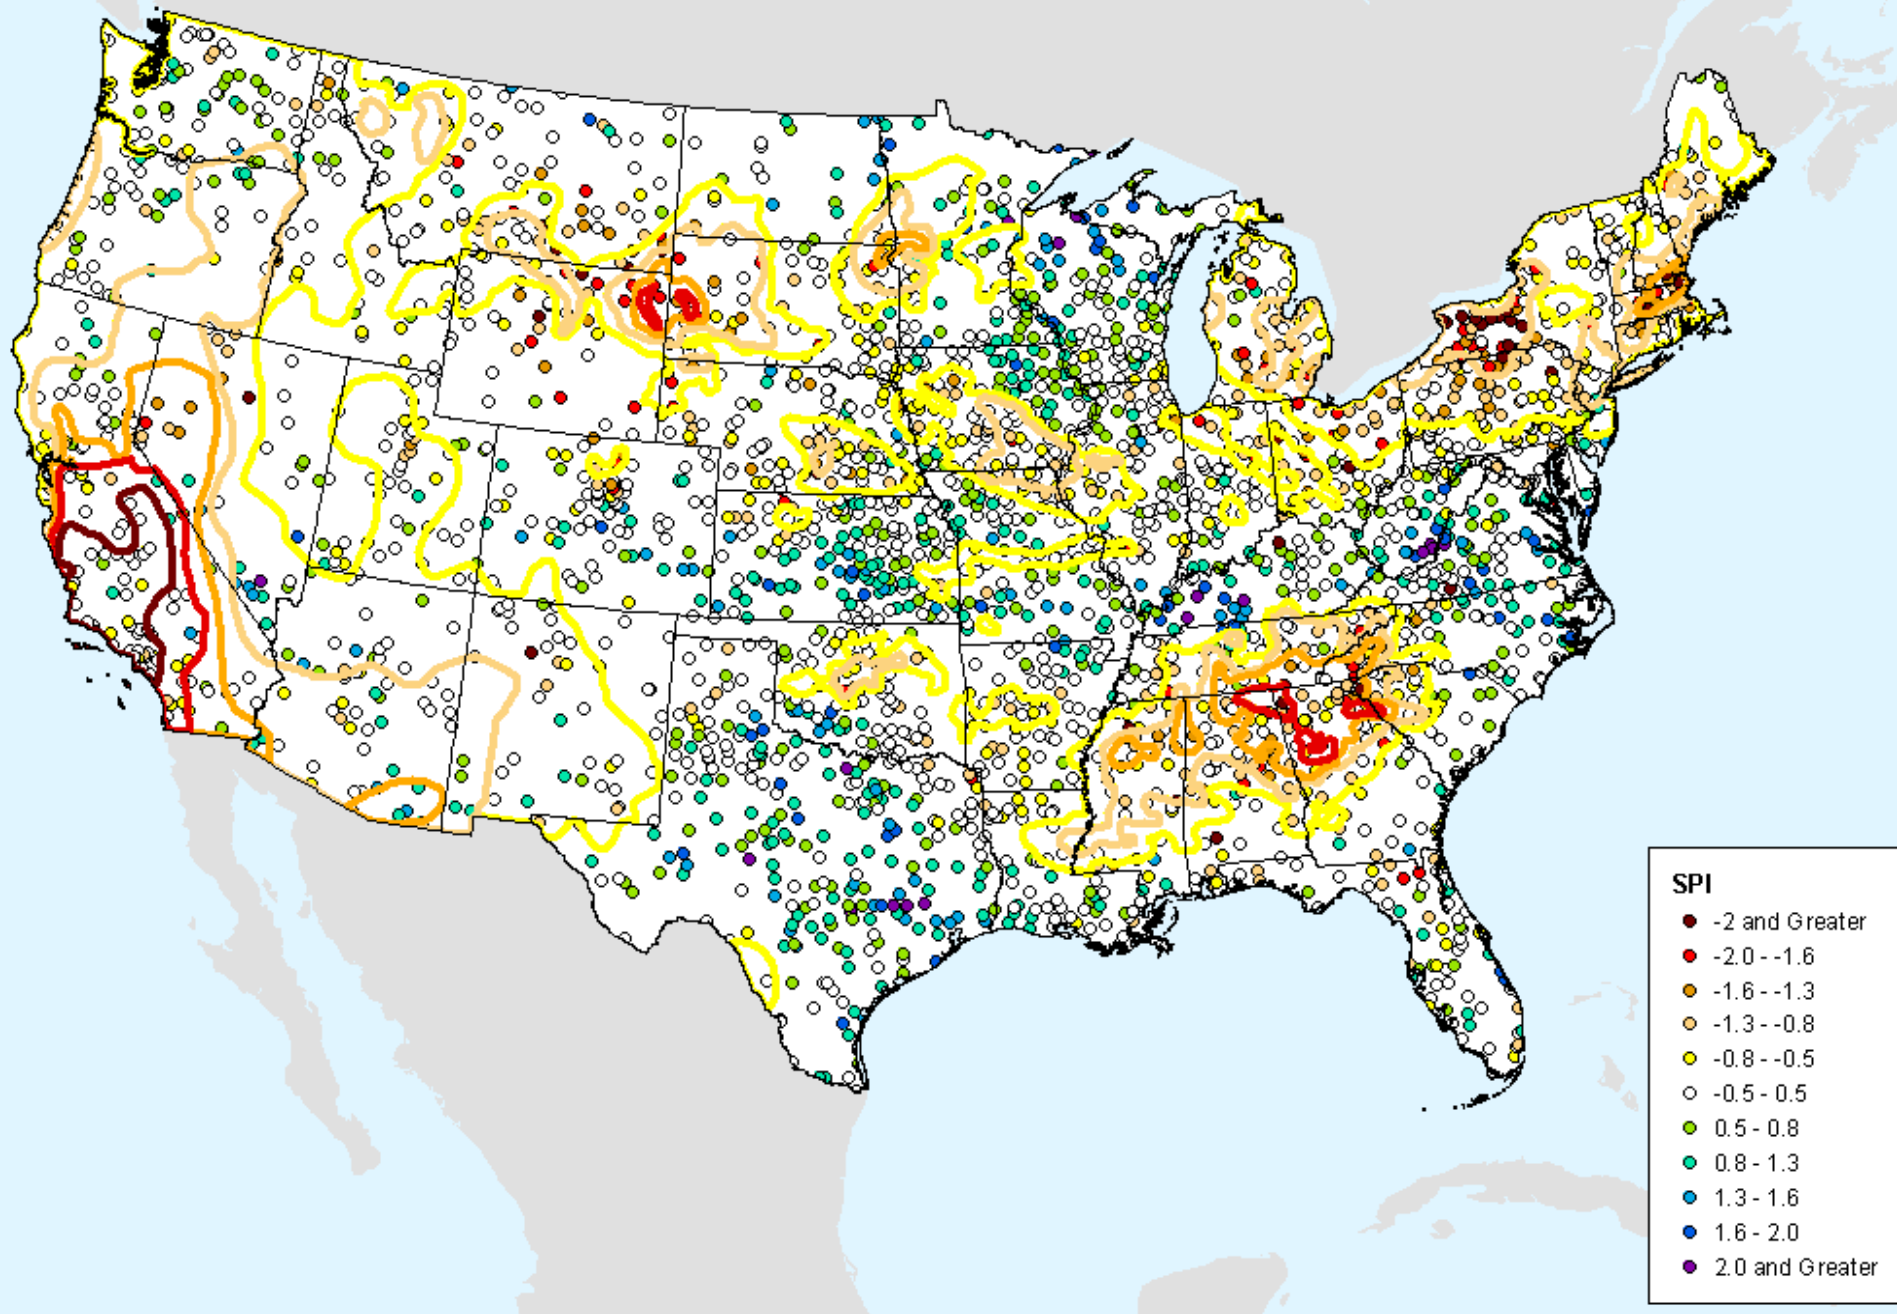 SPI
-2 and Greater
-2.0 - -1.6
-1.6 - -1.3
-1.3 - -0.8
-0.8 - -0.5
-0.5 - 0.5
0.5 - 0.8
0.8 - 1.3
1.3 - 1.6
1.6 - 2.0
2.0 and Greater